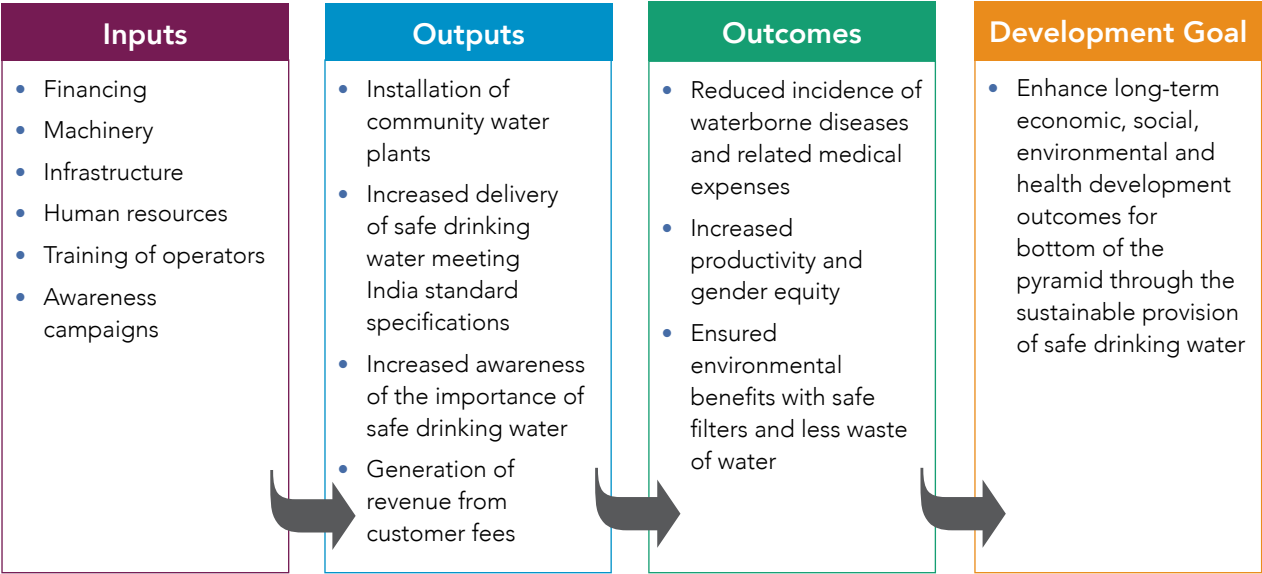 Inputs
• Financing
• Machinery
• Infrastructure
• Human resources
• Training of operators
• Awareness
campaigns
Outputs
• Installation of
community water
plants
• Increased delivery
of safe drinking
water meeting
India standard
specifications
• Increased awareness
of the importance of
safe drinking water
• Generation of
revenue from
customer fees
Outcomes
• Reduced incidence of
waterborne diseases
and related medical
expenses
• Increased
productivity and
gender equity
• Ensured
environmental
benefits with safe
filters and less waste
of water
Development Goal
• Enhance long-term
economic, social,
environmental and
health development
outcomes for
bottom of the
pyramid through the
sustainable provision
of safe drinking water